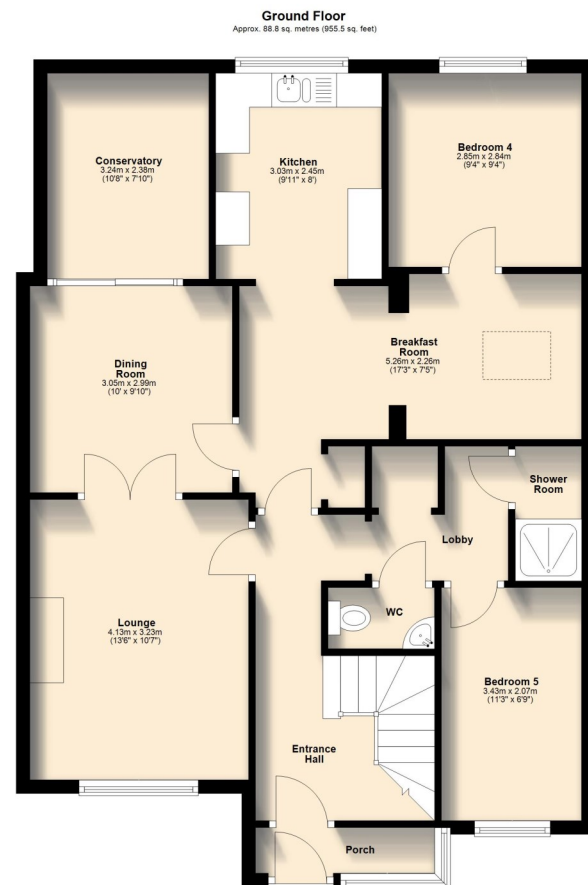 Ground Floor
Approx. 88.8 sq. metres (955.5 sq. feet)
Conservatory
3.24m x 2.38m
(10'8" x 7'10")
Kitchen
3.03m x 2.45m
(9'11" x 8')
Bedroom 4
2.85m x 2.84m
(9'4" x 9'4")
Dining
Room
3.05m x 2.99m
(10' x 9'10")
Breakfast
Room
5.26m x 2.26m
(17'3" x 7'5")
Shower
Room
Lobby
WC
Lounge
4.13m x 3.23m
(13'6" x 10'7")
Bedroom 5
3.43m x 2.07m
(11'3" x 6'9")
Entrance
Hall
Porch